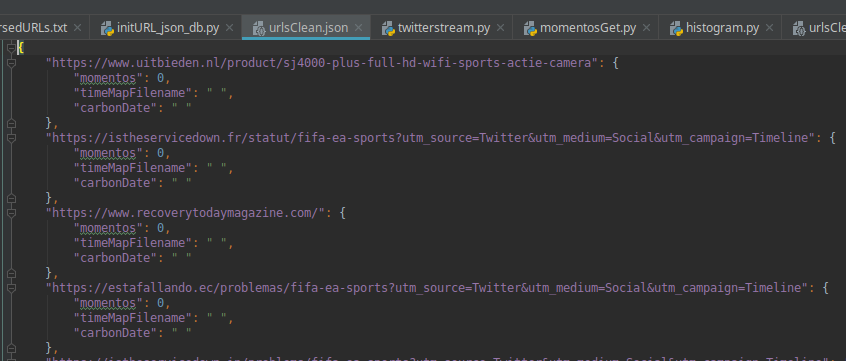 rsedURLs.txt × initURL_json_db.py × urlsClean.json × twitterstream.py × momentosGet.py × histogram.py × urlsCle
{
"https://www.uitbieden.nl/product/sj4000-plus-full-hd-wifi-sports-actie-camera": {
"momentos": 0,
"timeMapFilename": " ",
"carbonDate": " "
},
"https://istheservicedown.fr/statut/fifa-ea-sports?utm_source=Twitter&utm_medium=Social&utm_campaign=Timeline": {
"momentos": 0,
"timeMapFilename": " ",
"carbonDate": " "
},
"https://www.recoverytodaymagazine.com/": {
"momentos": 0,
"timeMapFilename": " ",
"carbonDate": " "
},
"https://estafallando.ec/problemas/fifa-ea-sports?utm_source=Twitter&utm_medium=Social&utm_campaign=Timeline": {
"momentos": 0,
"timeMapFilename": " ",
"carbonDate": " "
},